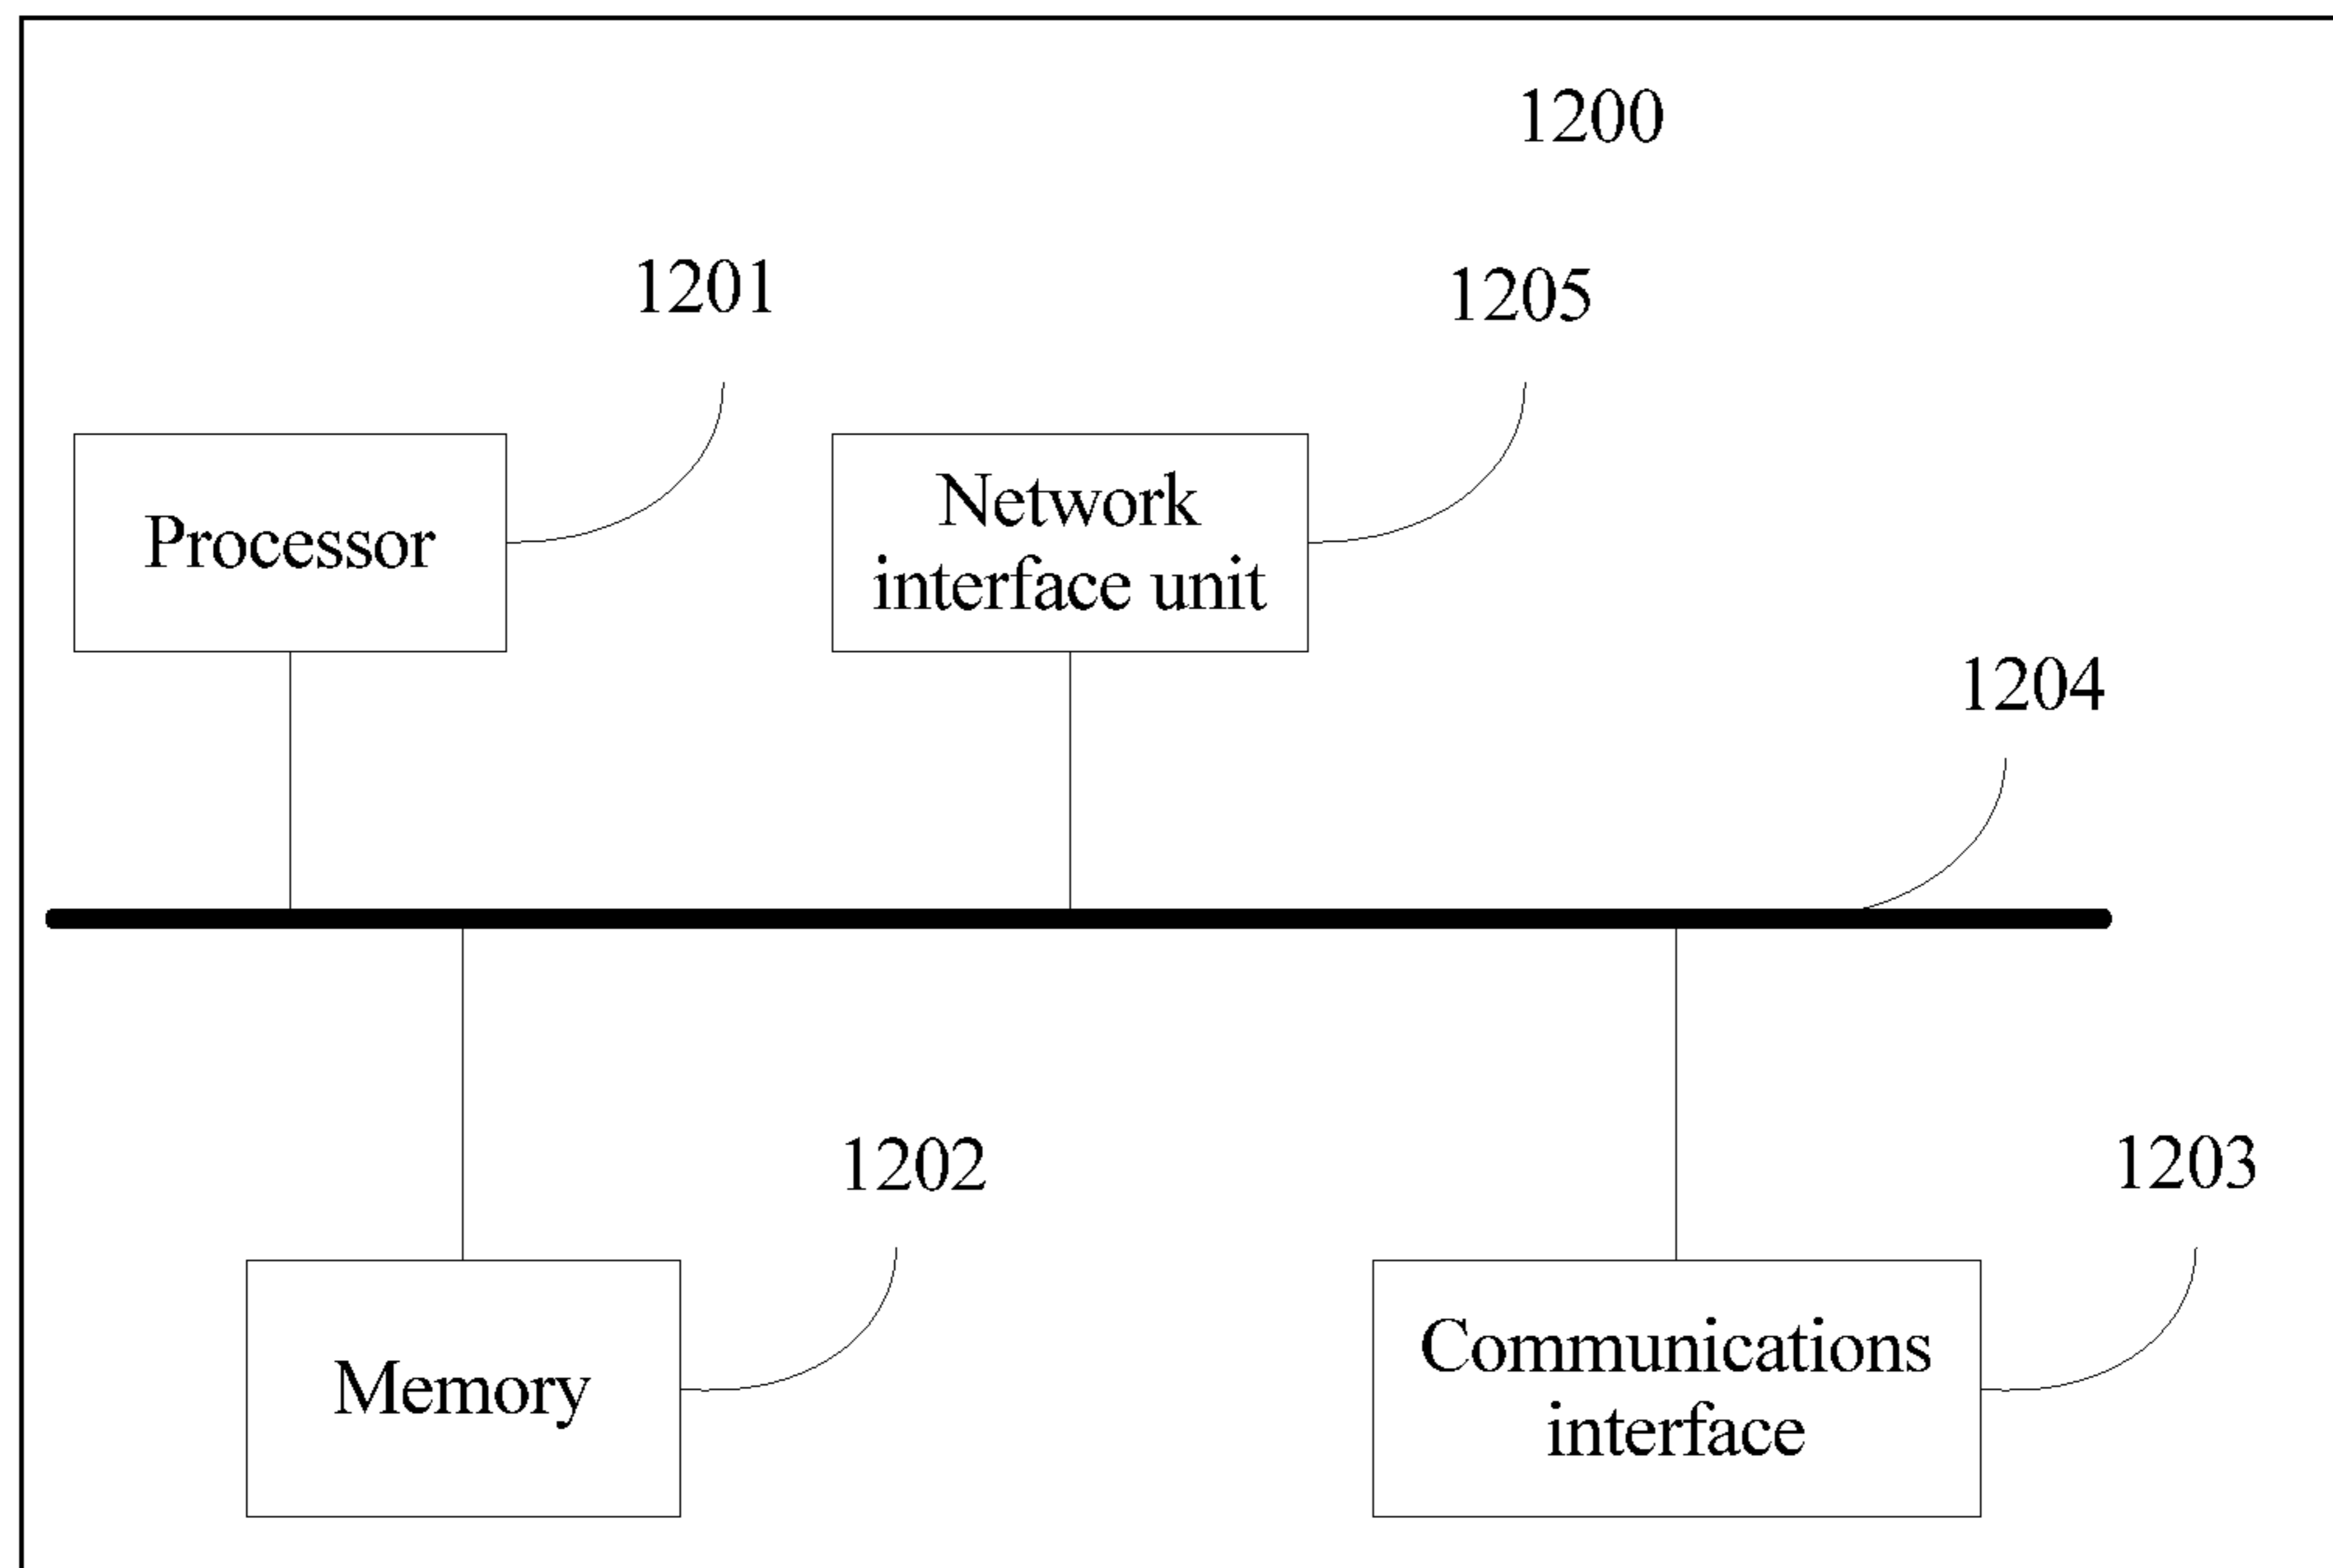 1200
1201
1205
Processor
Network
interface unit
1204
1202
1203
Memory
Communications
interface